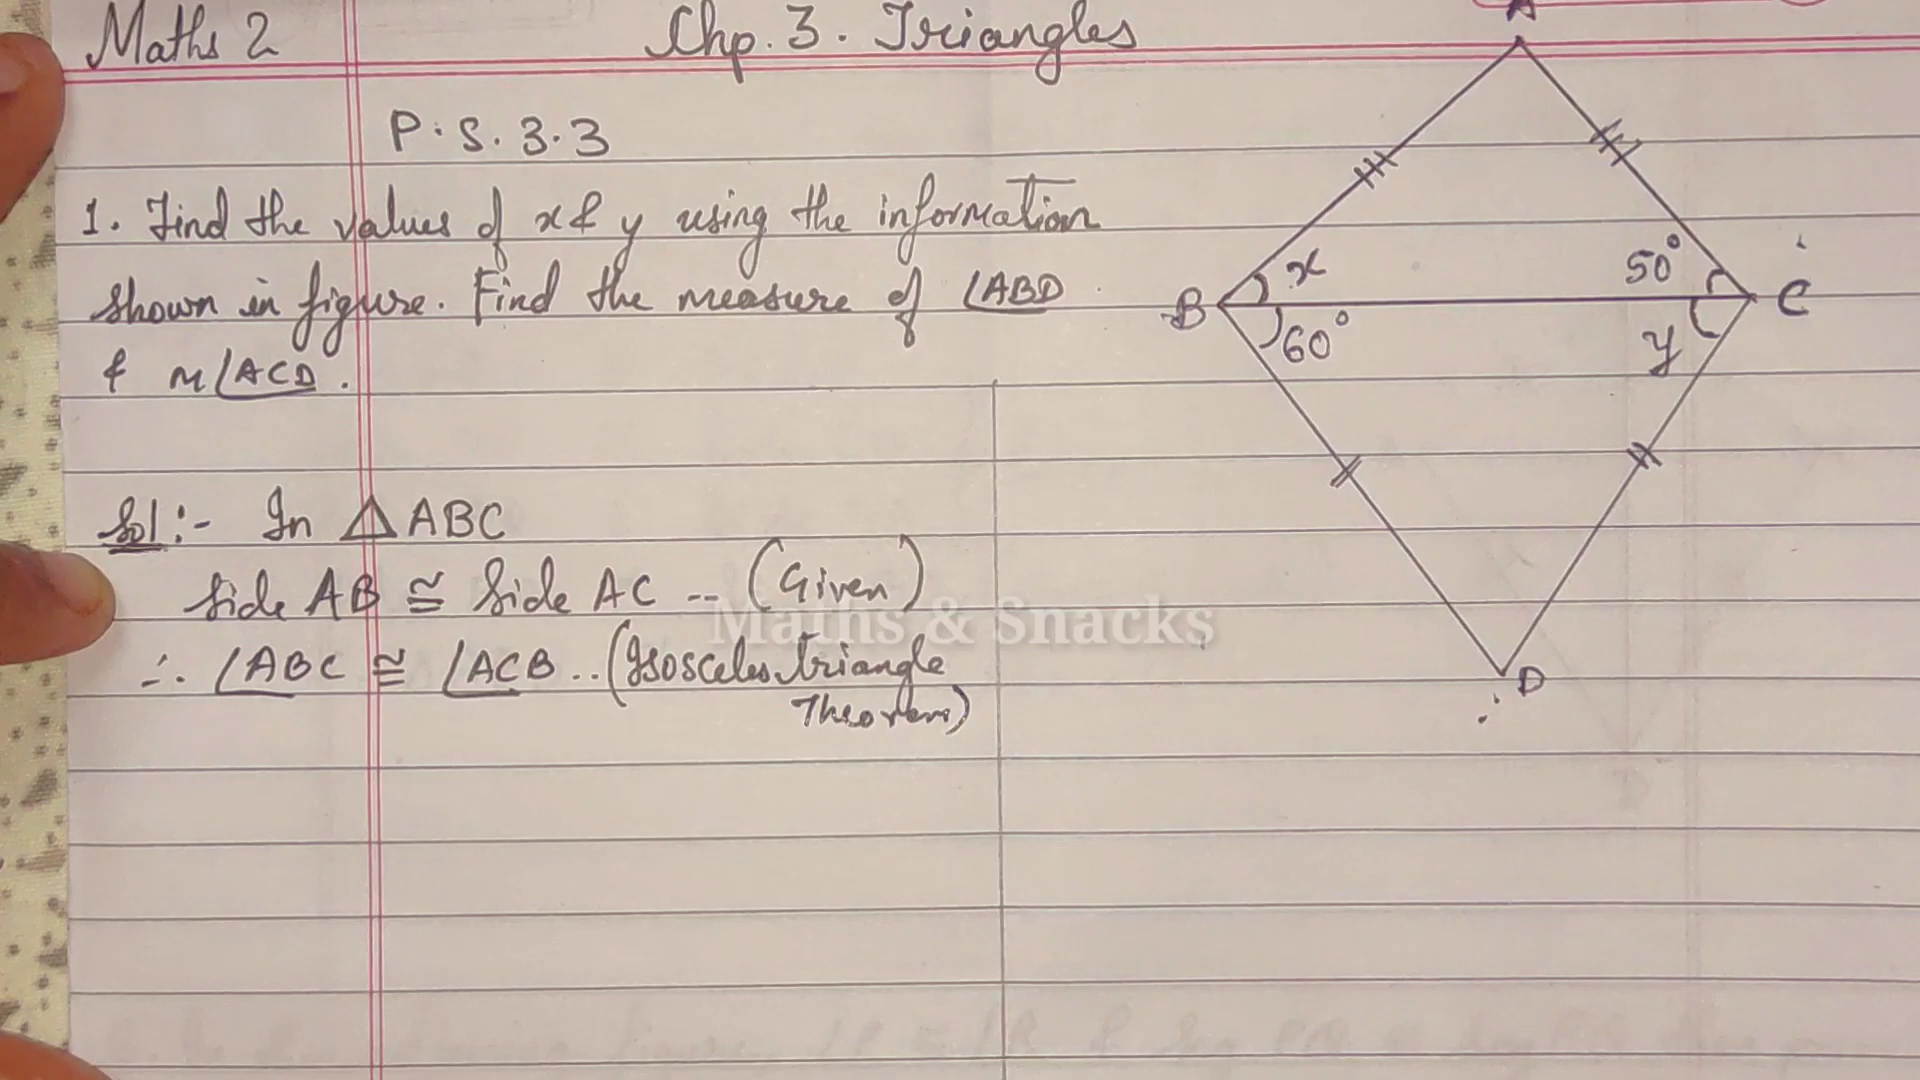 Maths 2
Chp. 3. Triangles
P.S. 3.3
1. Find the values of x & y using the information
shown in figure. Find the measure of ∠ABD
& m∠ACD.
Sol:- In △ABC
Side AB ≅ Side AC -- (Given)
∴ ∠ABC ≅ ∠ACB ..(Isosceles triangle
Theorem)
A
x
50°
B
C
60°
y
D
Maths & Snacks